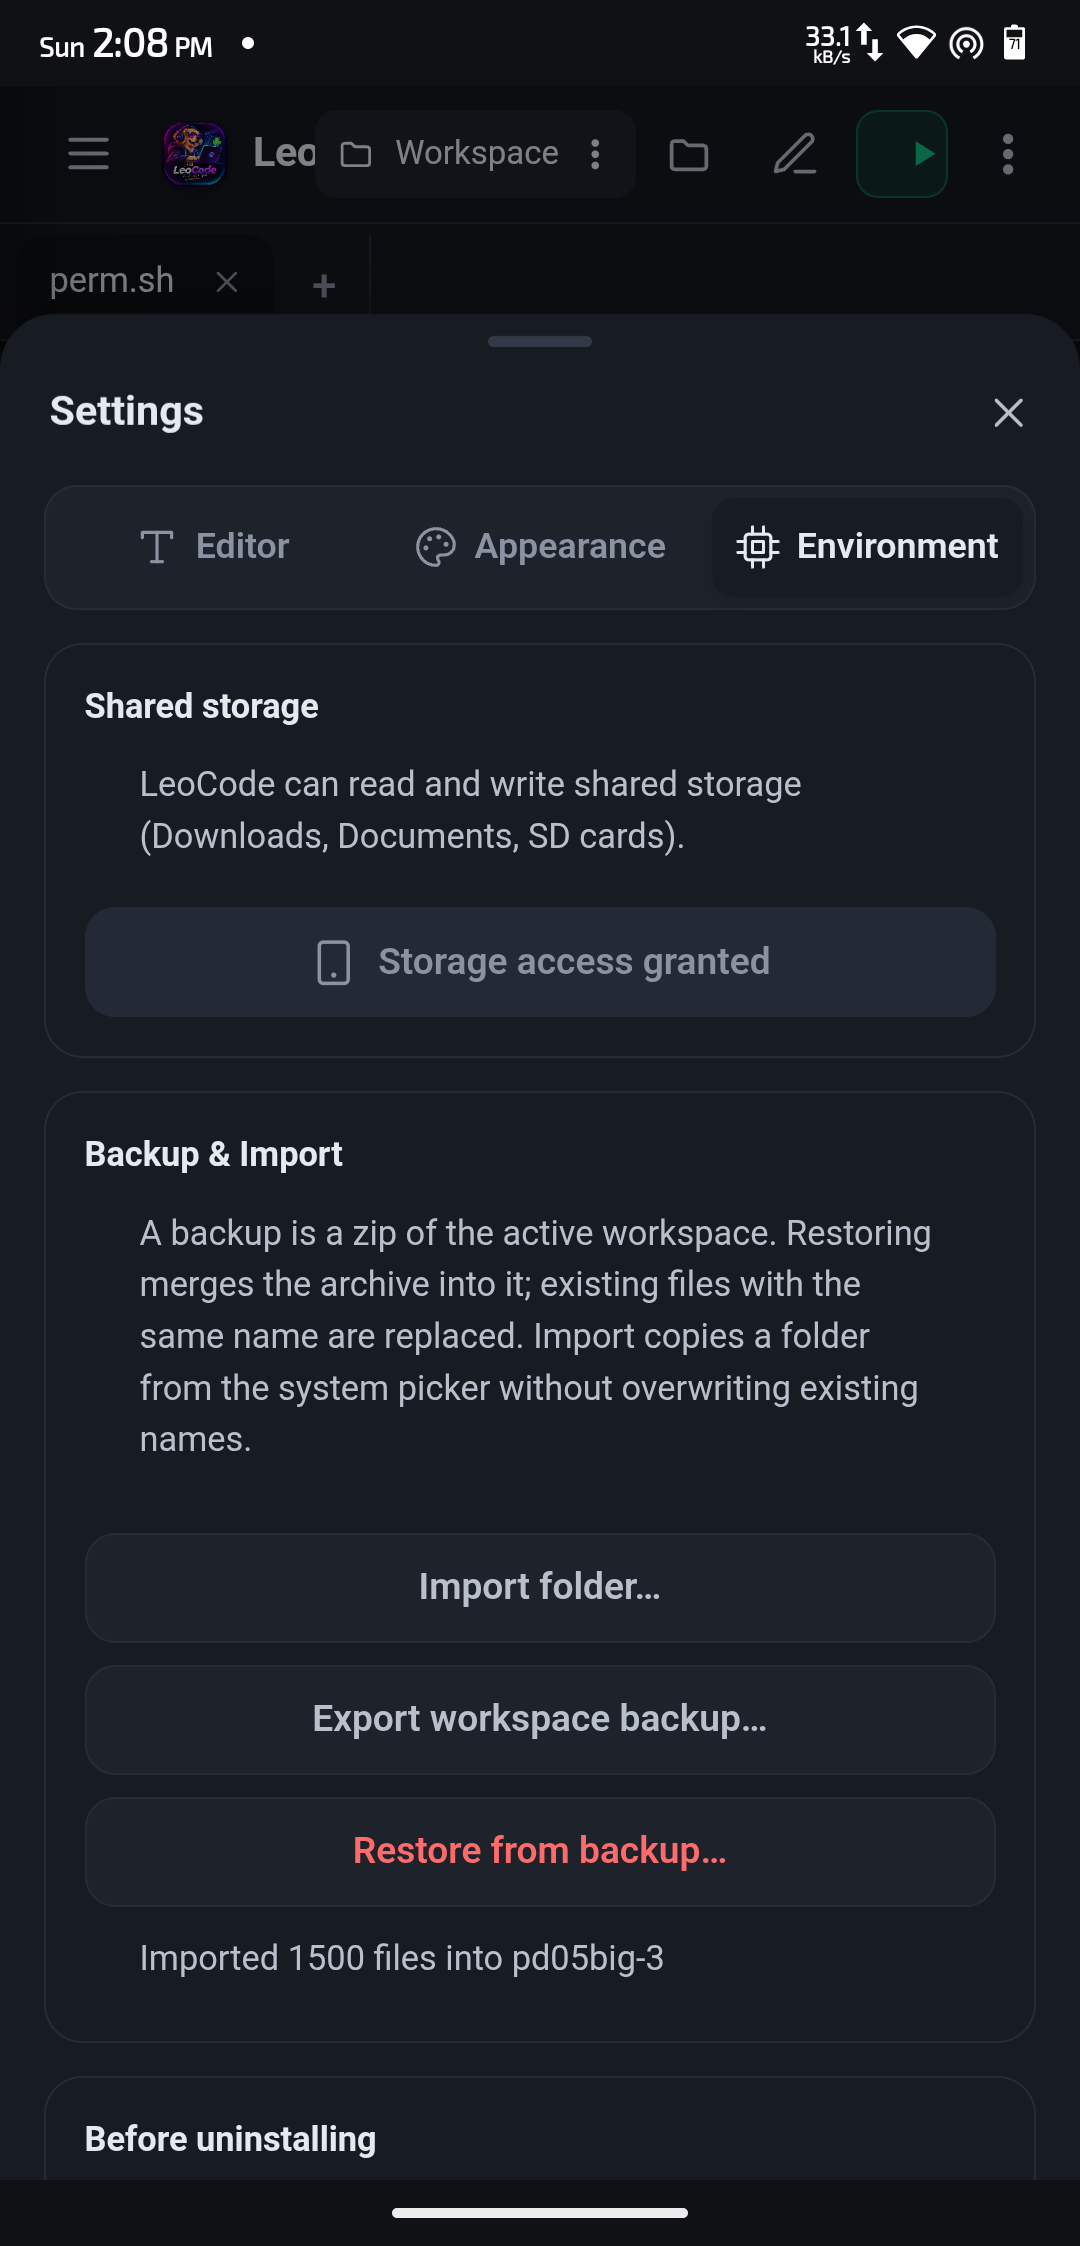 Sun 2:08 PM
33.1
kB/s
71
LeoCode
Leo
Workspace
perm.sh
Settings
Editor
Appearance
Environment
Shared storage
LeoCode can read and write shared storage
(Downloads, Documents, SD cards).
Storage access granted
Backup & Import
A backup is a zip of the active workspace. Restoring
merges the archive into it; existing files with the
same name are replaced. Import copies a folder
from the system picker without overwriting existing
names.
Import folder…
Export workspace backup…
Restore from backup…
Imported 1500 files into pd05big-3
Before uninstalling